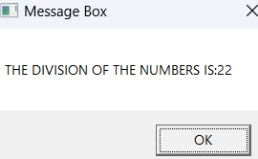 Message Box
THE DIVISION OF THE NUMBERS IS:22
OK